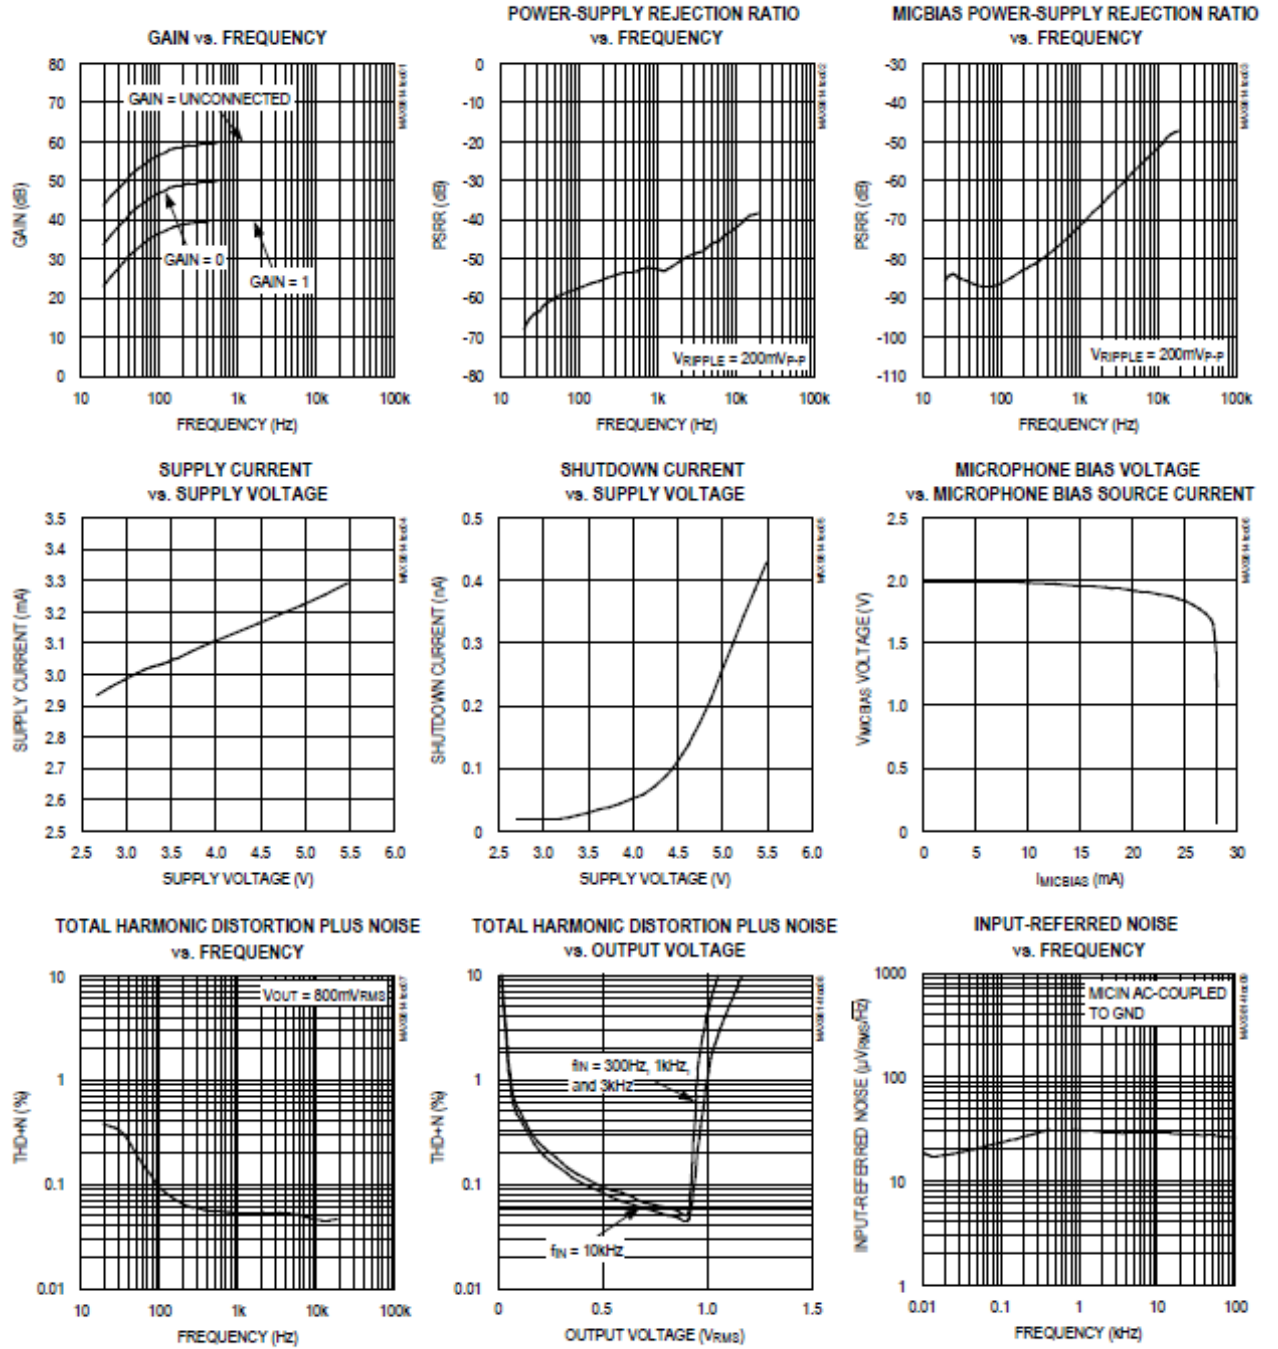 GAIN vs. FREQUENCY
80
70
60
50
40
30
20
10
0
GAIN (dB)
GAIN = UNCONNECTED
GAIN = 0
GAIN = 1
10
100
1k
10k
100k
FREQUENCY (Hz)
POWER-SUPPLY REJECTION RATIO
vs. FREQUENCY
0
-10
-20
-30
-40
-50
-60
-70
-80
PSRR (dB)
VRIPPLE = 200mVP-P
10
100
1k
10k
100k
FREQUENCY (Hz)
MICBIAS POWER-SUPPLY REJECTION RATIO
vs. FREQUENCY
-30
-40
-50
-60
-70
-80
-90
-100
-110
PSRR (dB)
VRIPPLE = 200mVP-P
10
100
1k
10k
100k
FREQUENCY (Hz)
SUPPLY CURRENT
vs. SUPPLY VOLTAGE
3.5
3.4
3.3
3.2
3.1
3.0
2.9
2.8
2.7
2.6
2.5
SUPPLY CURRENT (mA)
2.5
3.0
3.5
4.0
4.5
5.0
5.5
6.0
SUPPLY VOLTAGE (V)
SHUTDOWN CURRENT
vs. SUPPLY VOLTAGE
0.5
0.4
0.3
0.2
0.1
0
SHUTDOWN CURRENT (nA)
2.5
3.0
3.5
4.0
4.5
5.0
5.5
6.0
SUPPLY VOLTAGE (V)
MICROPHONE BIAS VOLTAGE
vs. MICROPHONE BIAS SOURCE CURRENT
2.5
2.0
1.5
1.0
0.5
0
VMICBIAS VOLTAGE (V)
0
5
10
15
20
25
30
IMICBIAS (mA)
TOTAL HARMONIC DISTORTION PLUS NOISE
vs. FREQUENCY
10
1
0.1
0.01
THD+N (%)
VOUT = 800mVRMS
10
100
1k
10k
100k
FREQUENCY (Hz)
TOTAL HARMONIC DISTORTION PLUS NOISE
vs. OUTPUT VOLTAGE
10
1
0.1
0.01
THD+N (%)
fIN = 300Hz, 1kHz,
and 3kHz
fIN = 10kHz
0
0.5
1.0
1.5
OUTPUT VOLTAGE (VRMS)
INPUT-REFERRED NOISE
vs. FREQUENCY
1000
100
10
1
INPUT-REFERRED NOISE (µVRMS/√Hz)
MICIN AC-COUPLED
TO GND
0.01
0.1
1
10
100
FREQUENCY (kHz)